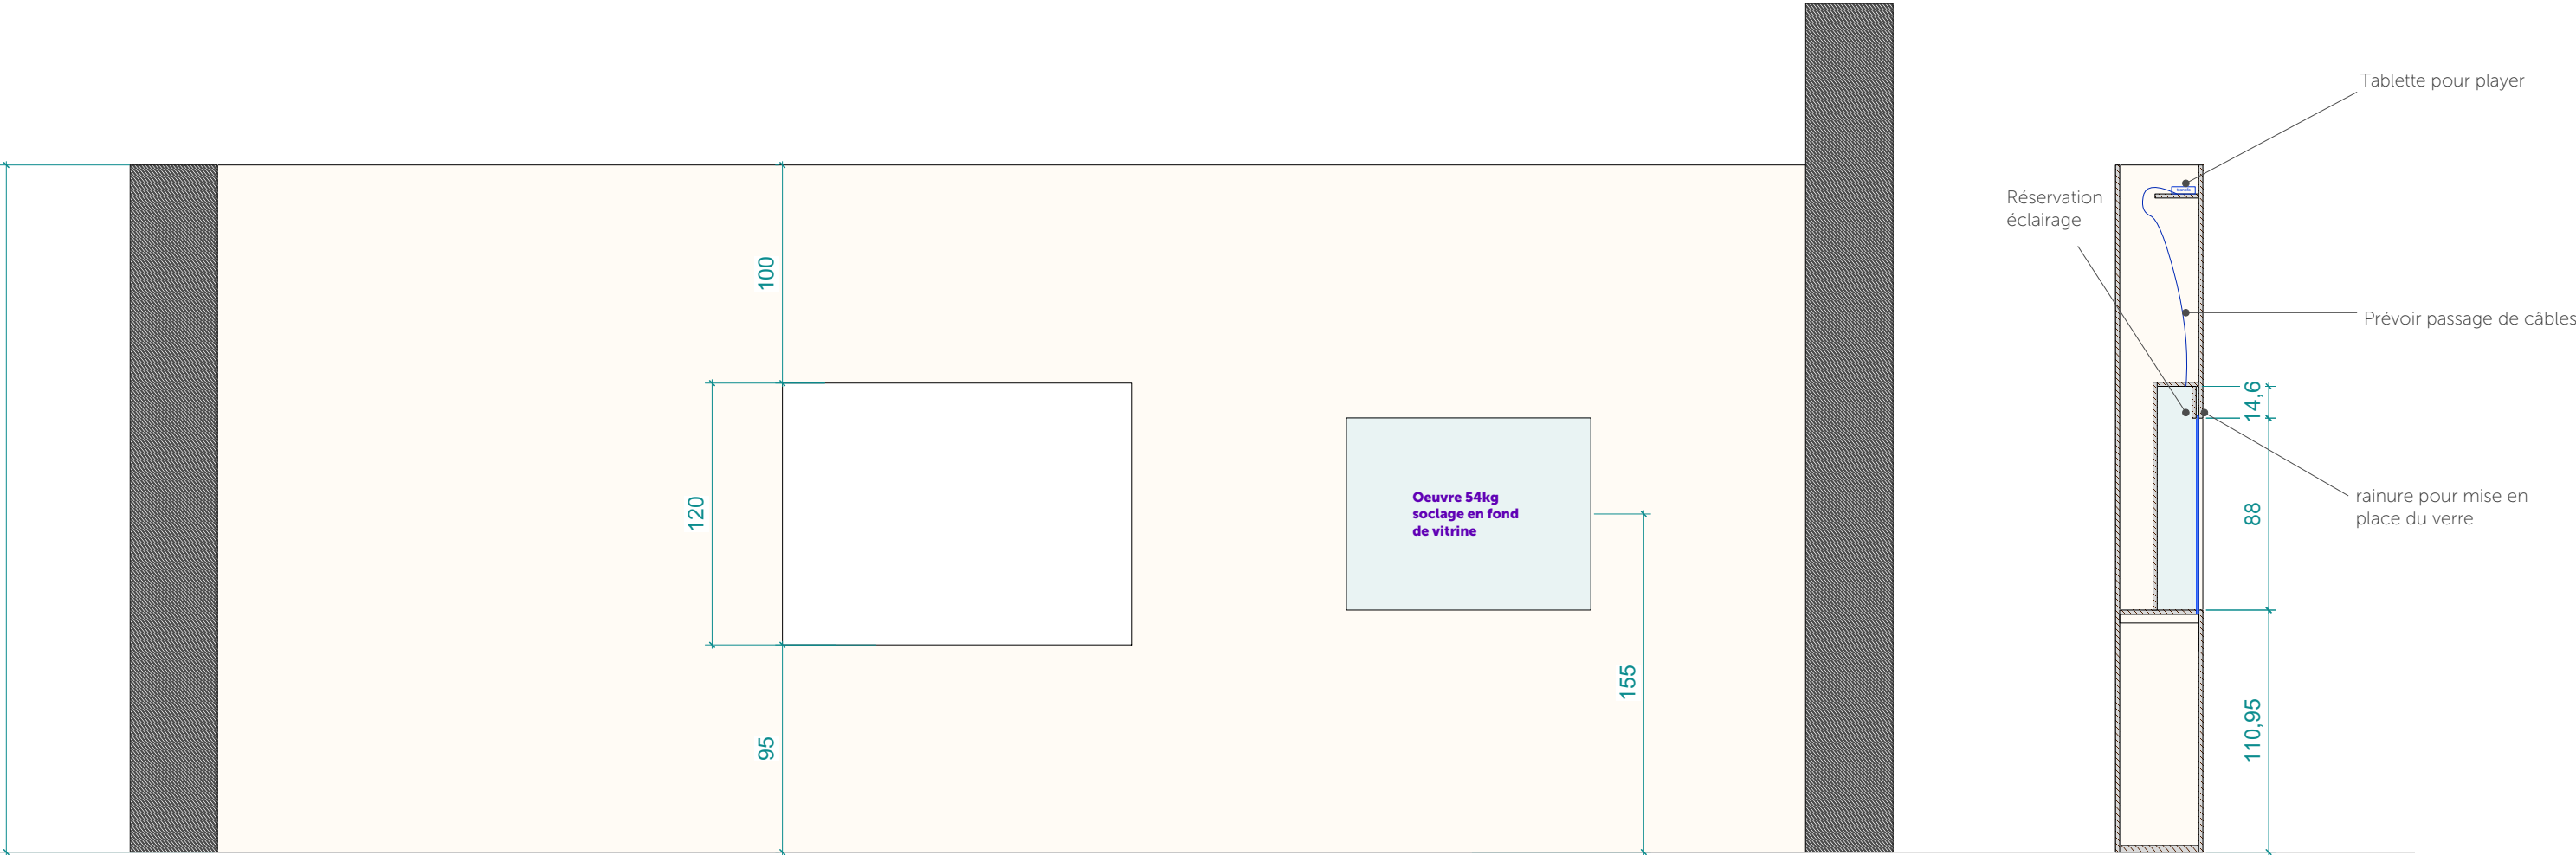 Tablette pour player
Réservation
éclairage
100
Prévoir passage de câbles
14,6
120
Oeuvre 54kg
soclage en fond
de vitrine
88
rainure pour mise en
place du verre
155
95
110,95